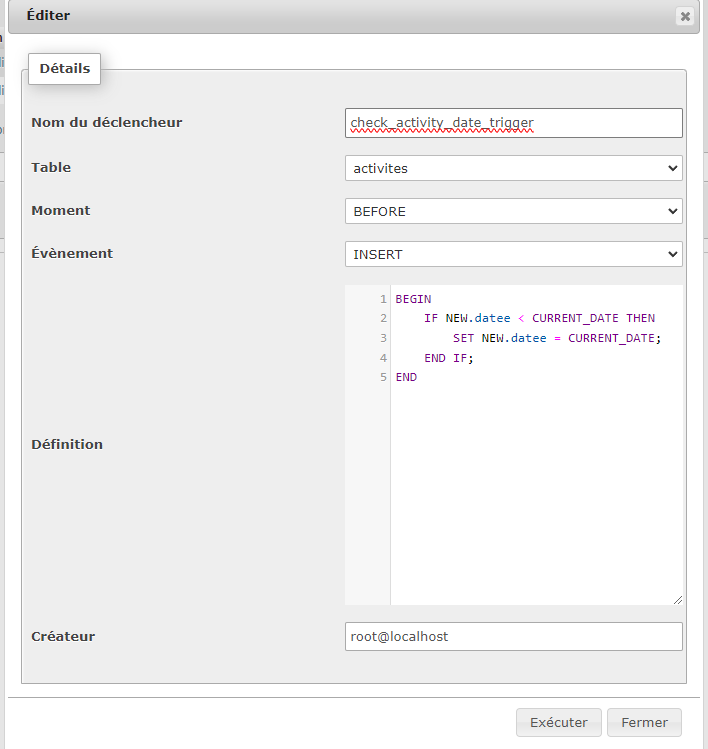 Éditer
Détails
Nom du déclencheur check_activity_date_trigger
Table activites
Moment BEFORE
Évènement INSERT
1 BEGIN
2 IF NEW.datee < CURRENT_DATE THEN
3 SET NEW.datee = CURRENT_DATE;
4 END IF;
5 END
Définition
Créateur root@localhost
Exécuter Fermer